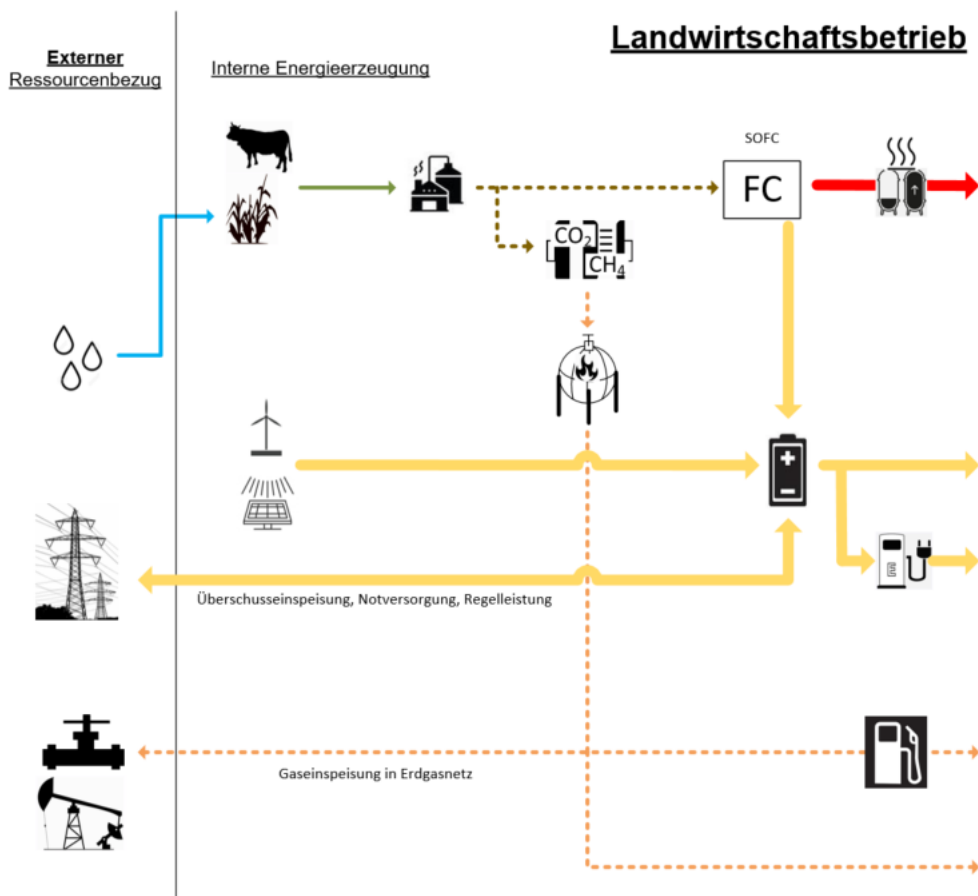 Landwirtschaftsbetrieb
Externer
Ressourcenbezug
Interne Energieerzeugung
SOFC
FC
CO₂
CH₄
Überschusseinspeisung, Notversorgung, Regelleistung
Gaseinspeisung in Erdgasnetz